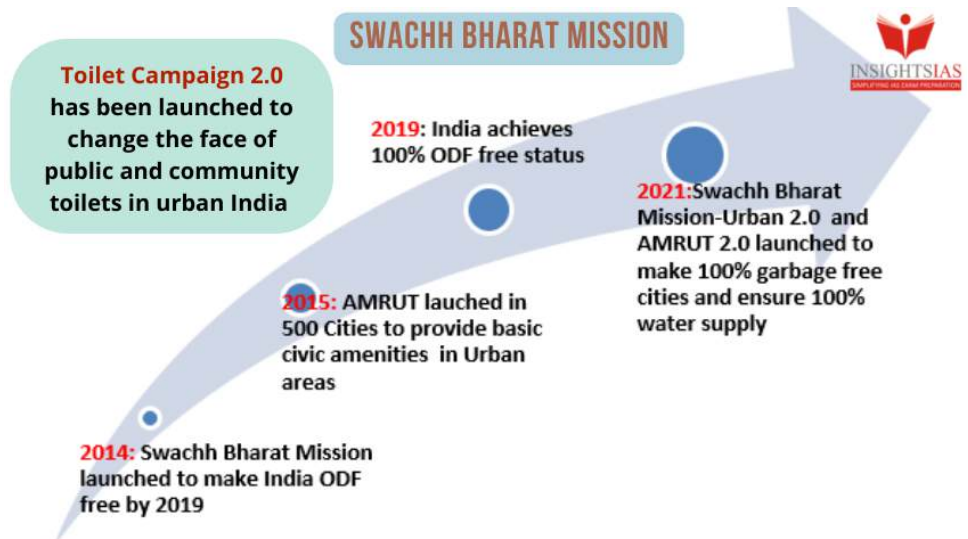 SWACHH BHARAT MISSION
Toilet Campaign 2.0
has been launched to
change the face of
public and community
toilets in urban India
INSIGHTSIAS
SIMPLIFYING IAS EXAM PREPARATION
2019: India achieves
100% ODF free status
2021:Swachh Bharat
Mission-Urban 2.0 and
AMRUT 2.0 launched to
make 100% garbage free
cities and ensure 100%
water supply
2015: AMRUT lauched in
500 Cities to provide basic
civic amenities in Urban
areas
2014: Swachh Bharat Mission
launched to make India ODF
free by 2019